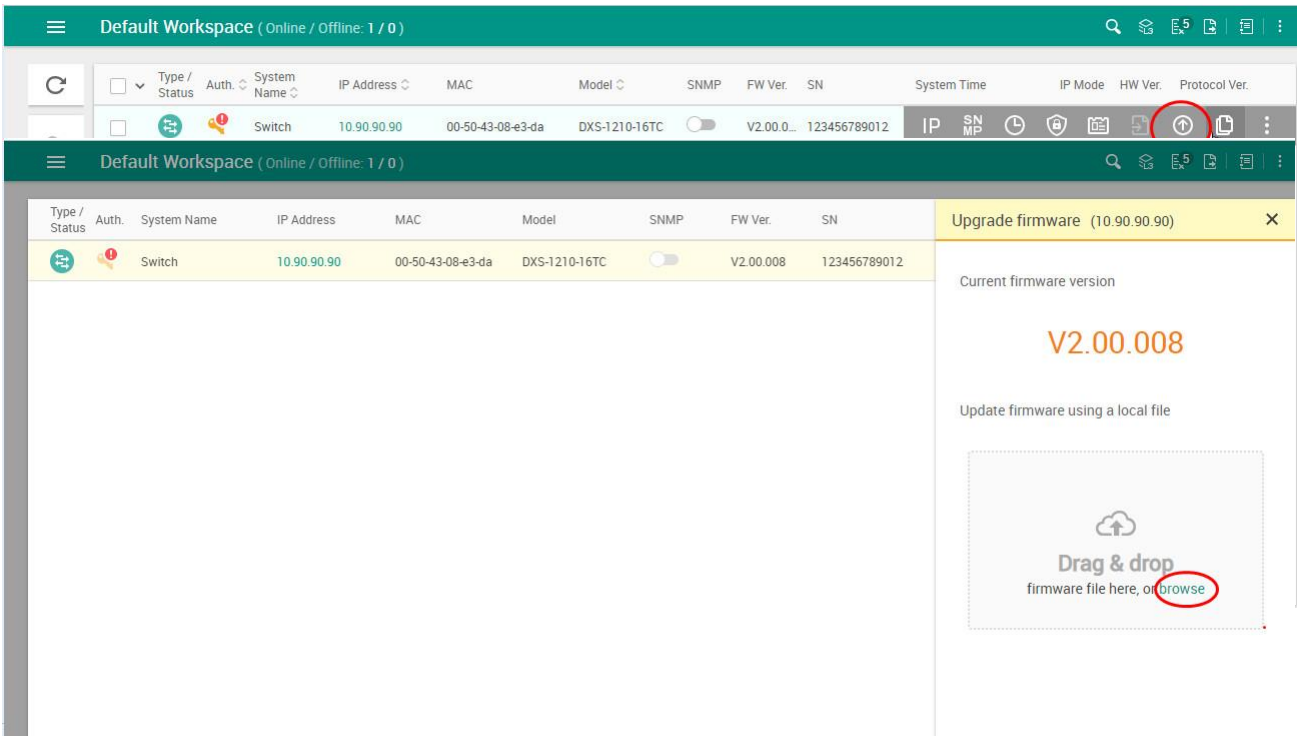 Default Workspace ( Online / Offline: 1 / 0 )
5
Type / Status Auth. System Name IP Address MAC Model SNMP FW Ver. SN System Time IP Mode HW Ver. Protocol Ver.
Switch 10.90.90.90 00-50-43-08-e3-da DXS-1210-16TC V2.00.0... 123456789012 IP SN MP
Default Workspace ( Online / Offline: 1 / 0 )
5
Type / Status Auth. System Name IP Address MAC Model SNMP FW Ver. SN
Switch 10.90.90.90 00-50-43-08-e3-da DXS-1210-16TC V2.00.008 123456789012
Upgrade firmware (10.90.90.90)
Current firmware version
V2.00.008
Update firmware using a local file
Drag & drop
firmware file here, or browse